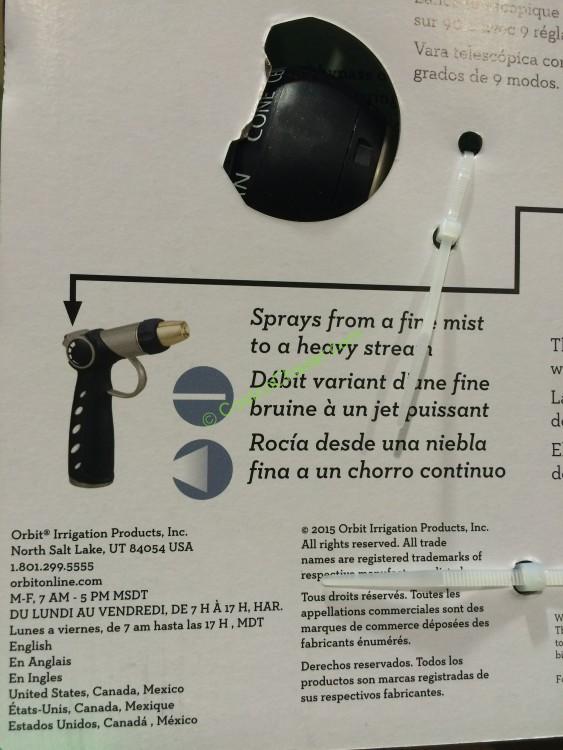 sur 90
avec 9
Vara telescópica
grados de 9 modos.
CONE
Sprays from a fine mist
to a heavy stream
Débit variant d'une fine
bruine à un jet puissant
Rocía desde una niebla
fina a un chorro continuo
Orbit® Irrigation Products, Inc.
North Salt Lake, UT 84054 USA
1.801.299.5555
orbitonline.com
M-F, 7 AM - 5 PM MSDT
DU LUNDI AU VENDREDI, DE 7 H À 17 H, HAR.
Lunes a viernes, de 7 am hasta las 17 H , MDT
English
En Anglais
En Ingles
United States, Canada, Mexico
États-Unis, Canada, Mexique
Estados Unidos, Canadá , México
© 2015 Orbit Irrigation Products, Inc.
All rights reserved. All trade
names are registered trademarks of
respective
Tous droits réservés. Toutes les
appellations commerciales sont des
marques de commerce déposées des
fabricants énumérés.
Derechos reservados. Todos los
productos son marcas registradas de
sus respectivos fabricantes.